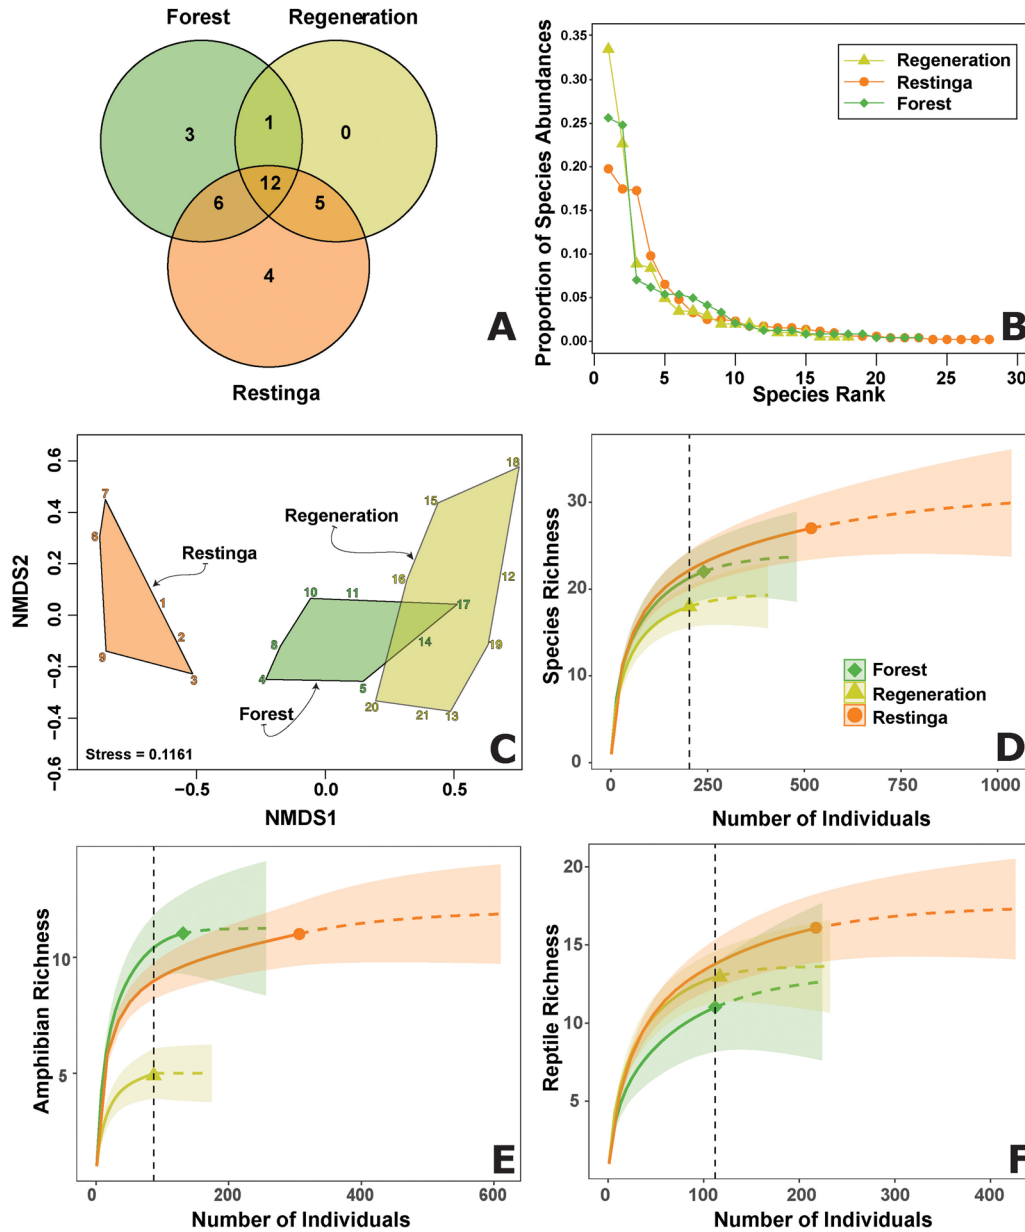 Forest Regeneration
3
1
0
12
6
5
4
A
Restinga
Proportion of Species Abundances
0.35
0.30
0.25
0.20
0.15
0.10
0.05
0.00
Regeneration
Restinga
Forest
B
0 5 10 15 20 25 30
Species Rank
NMDS2
0.6
0.4
0.2
0.0
−0.2
−0.4
−0.6
7
6
Restinga
1
2
9
3
Regeneration
18
15
16
12
10
11
17
8
14
19
4
5
20
21
13
Forest
Stress = 0.1161
C
−0.5 0.0 0.5
NMDS1
Species Richness
30
20
10
0
Forest
Regeneration
Restinga
D
0 250 500 750 1000
Number of Individuals
Amphibian Richness
10
5
E
0 200 400 600
Number of Individuals
Reptile Richness
20
15
10
5
F
0 100 200 300 400
Number of Individuals